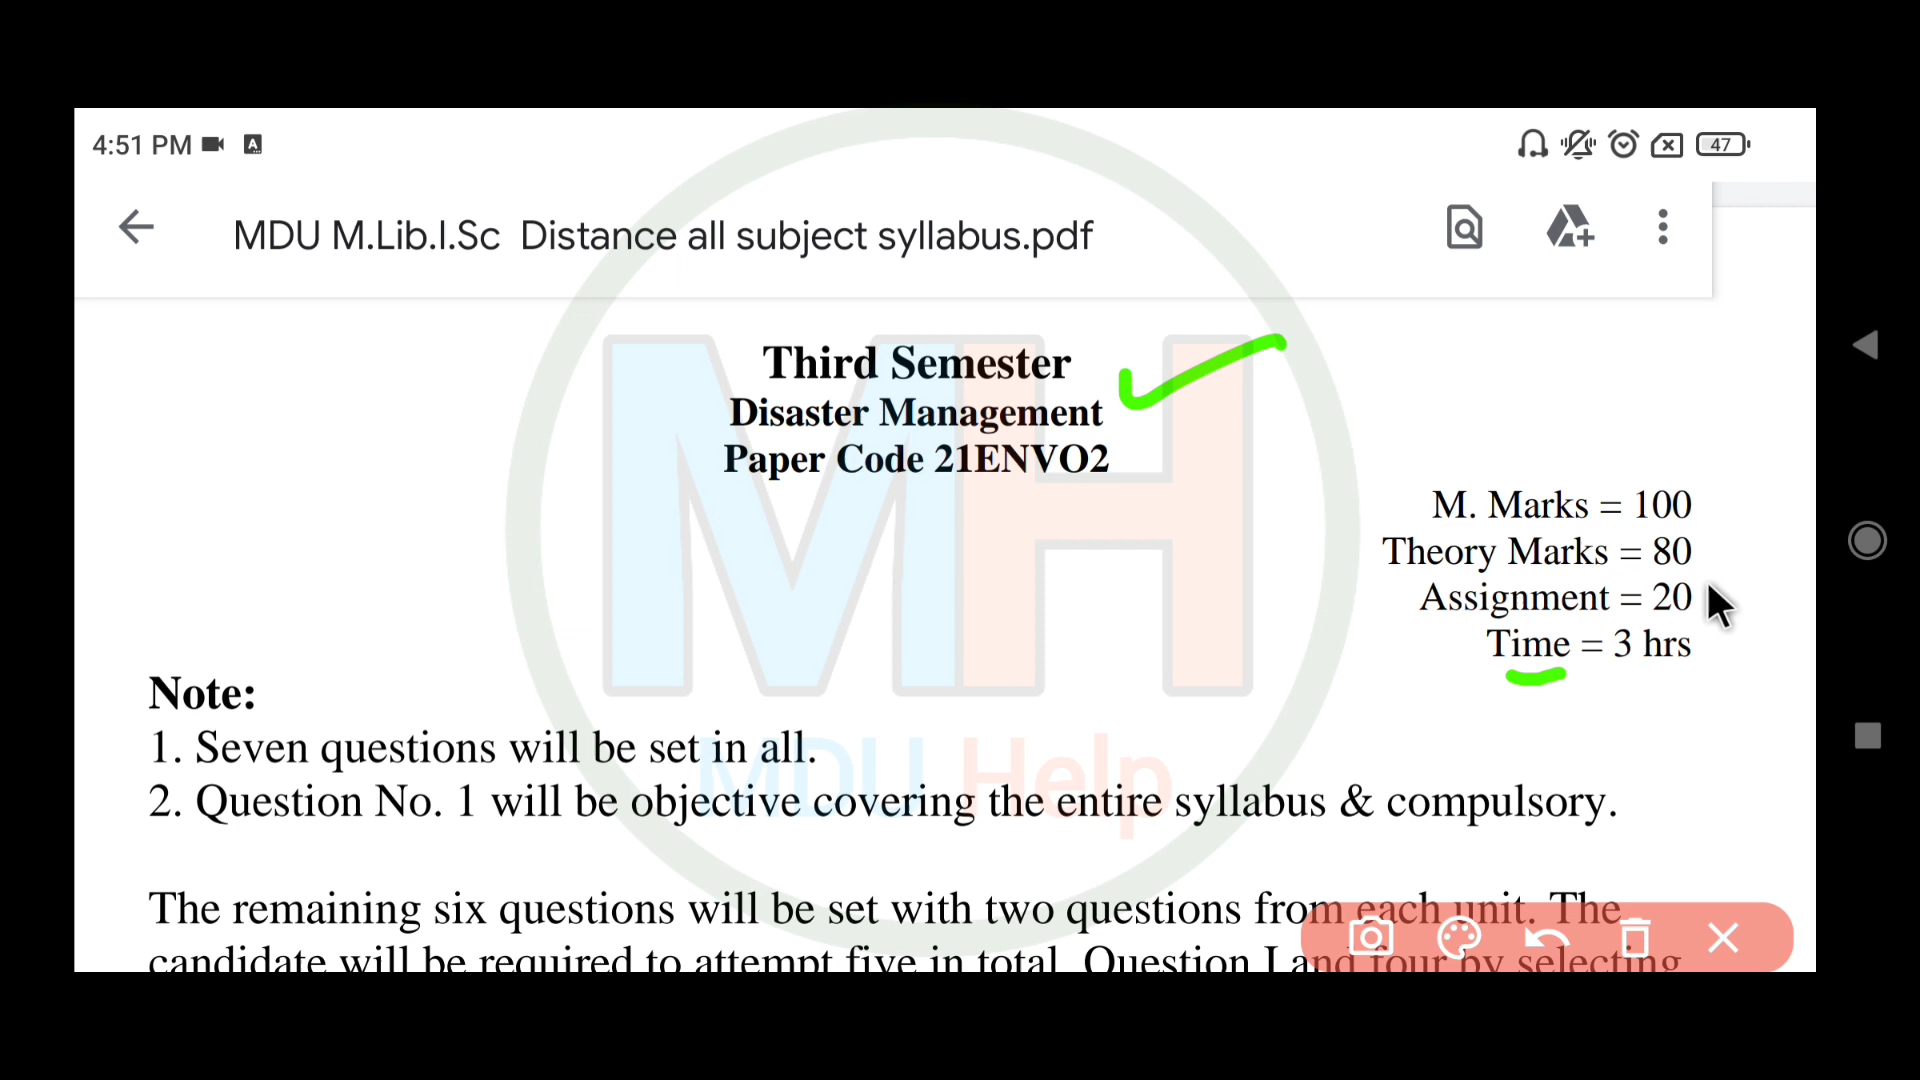 4:51 PM
47
MDU M.Lib.I.Sc Distance all subject syllabus.pdf
Third Semester
Disaster Management
Paper Code 21ENVO2
M. Marks = 100
Theory Marks = 80
Assignment = 20
Time = 3 hrs
Note:
1. Seven questions will be set in all.
2. Question No. 1 will be objective covering the entire syllabus & compulsory.
The remaining six questions will be set with two questions from each unit. The
candidate will be required to attempt five in total. Question I and four by selecting
MH
MDU Help